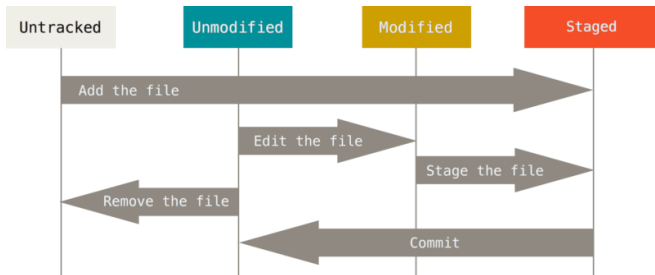 Untracked
Unmodified
Modified
Staged
Add the file
Edit the file
Stage the file
Remove the file
Commit